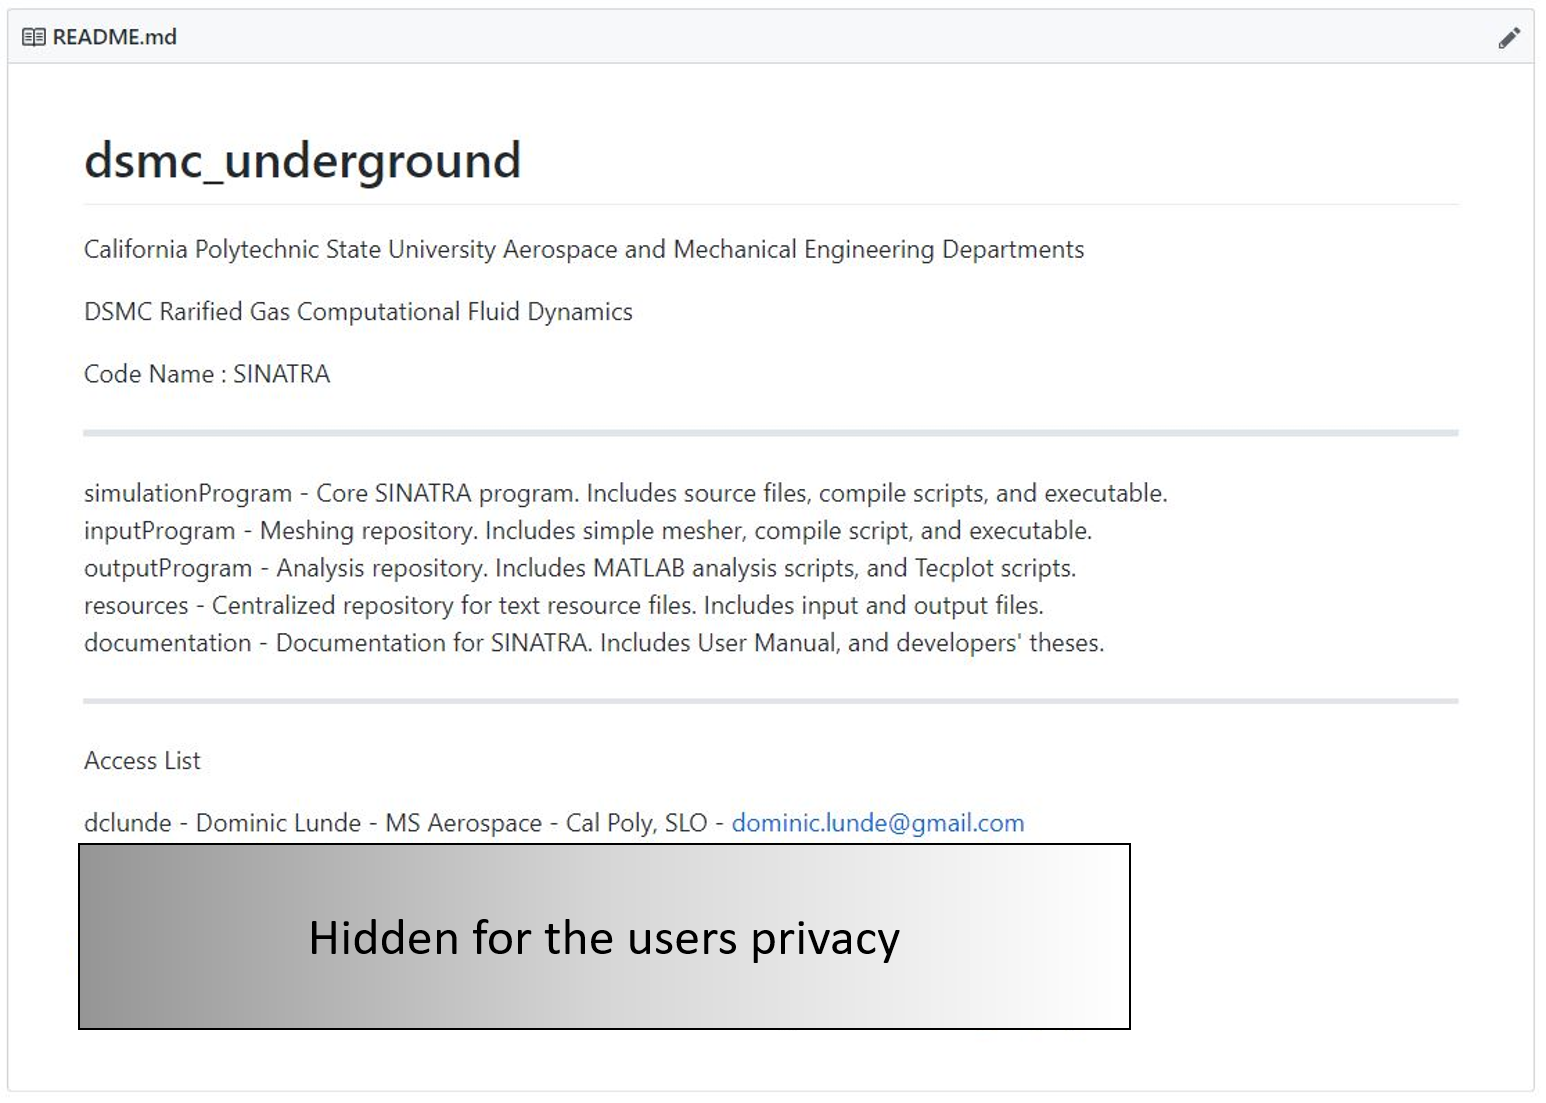 README.md
dsmc_underground
California Polytechnic State University Aerospace and Mechanical Engineering Departments
DSMC Rarified Gas Computational Fluid Dynamics
Code Name : SINATRA
simulationProgram - Core SINATRA program. Includes source files, compile scripts, and executable.
inputProgram - Meshing repository. Includes simple mesher, compile script, and executable.
outputProgram - Analysis repository. Includes MATLAB analysis scripts, and Tecplot scripts.
resources - Centralized repository for text resource files. Includes input and output files.
documentation - Documentation for SINATRA. Includes User Manual, and developers' theses.
Access List
dclunde - Dominic Lunde - MS Aerospace - Cal Poly, SLO - dominic.lunde@gmail.com
Hidden for the users privacy